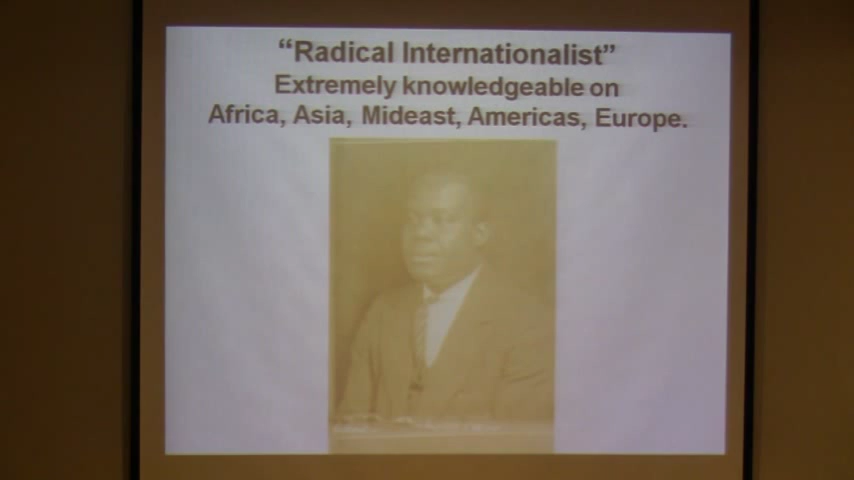 “Radical Internationalist”
Extremely knowledgeable on
Africa, Asia, Mideast, Americas, Europe.